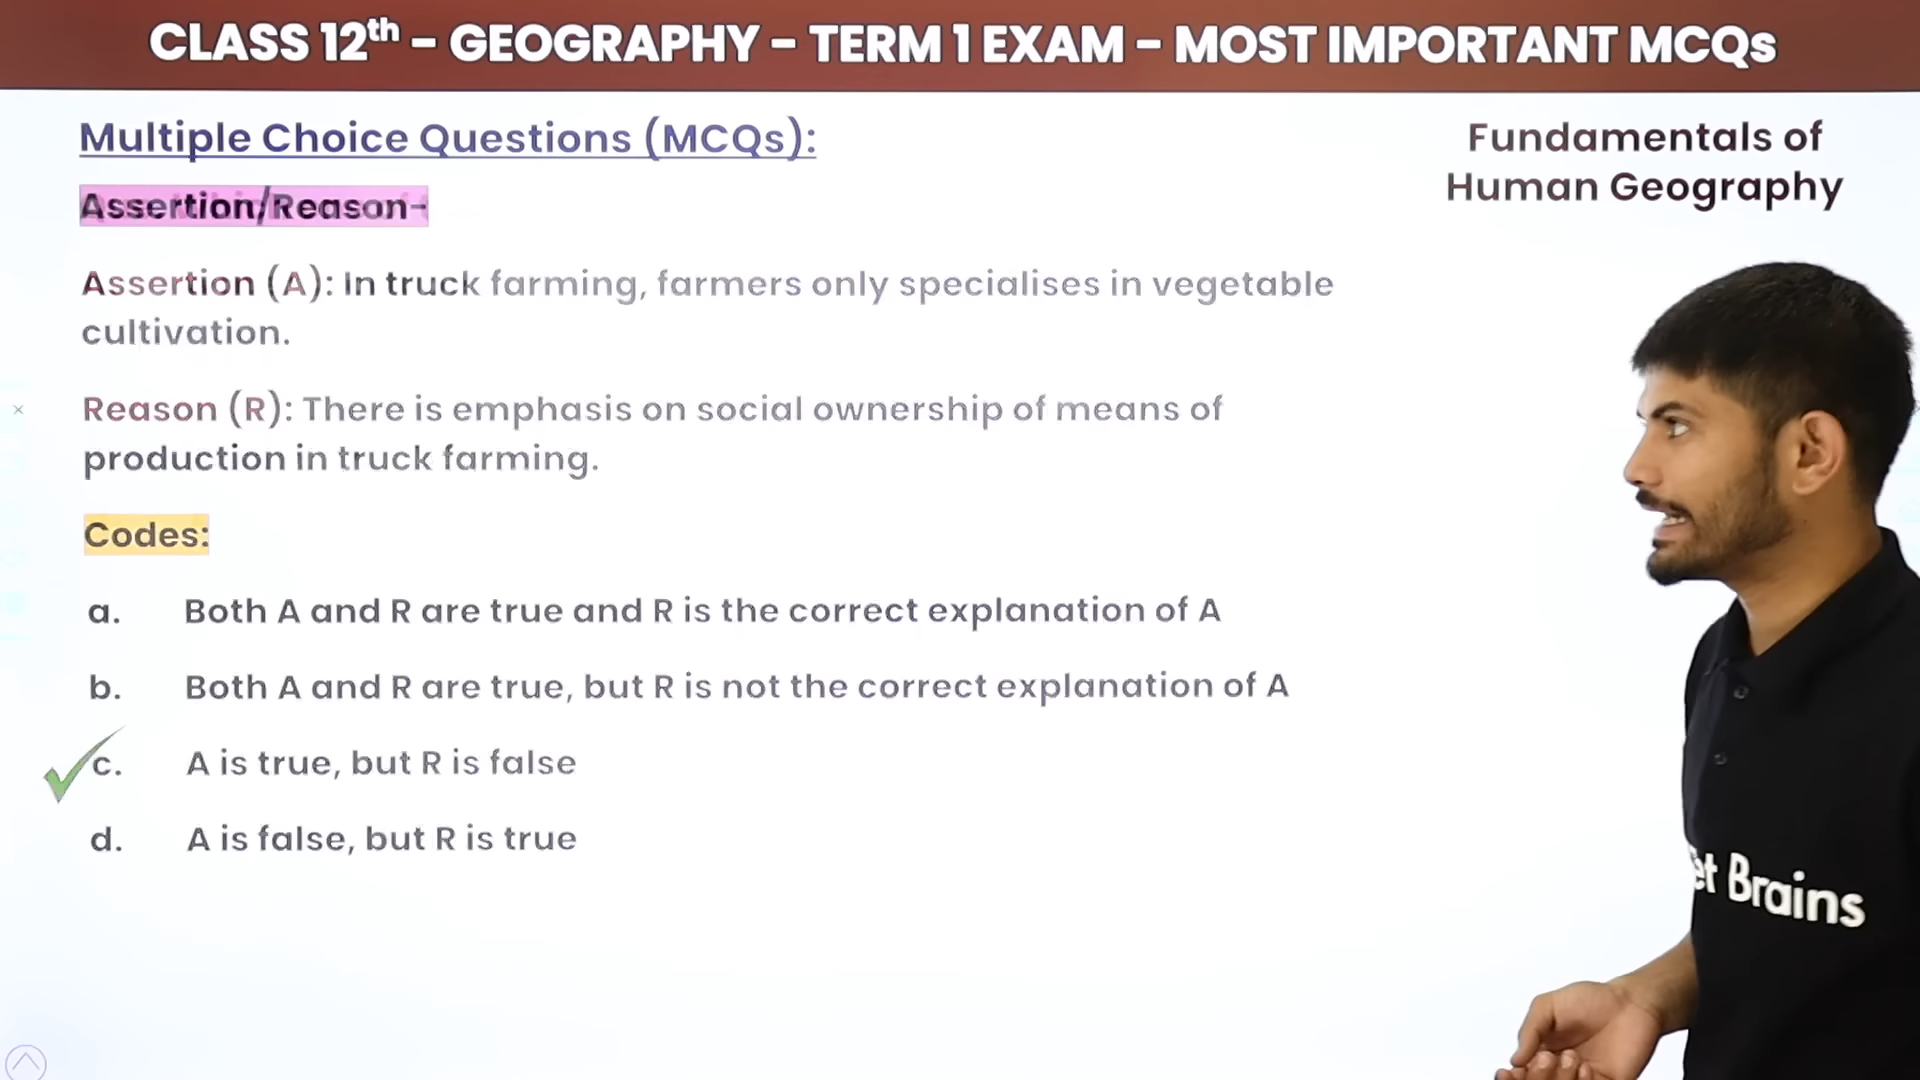 CLASS 12th - GEOGRAPHY - TERM 1 EXAM - MOST IMPORTANT MCQs
Multiple Choice Questions (MCQs):
Fundamentals of
Human Geography
Assertion/Reason-
Assertion (A): In truck farming, farmers only specialises in vegetable
cultivation.
Reason (R): There is emphasis on social ownership of means of
production in truck farming.
Codes:
a. Both A and R are true and R is the correct explanation of A
b. Both A and R are true, but R is not the correct explanation of A
c. A is true, but R is false
d. A is false, but R is true
Brains